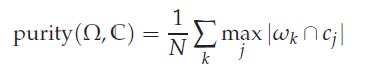 purity(Ω, ℂ) = 1/N ∑_k max_j |ω_k ∩ c_j|